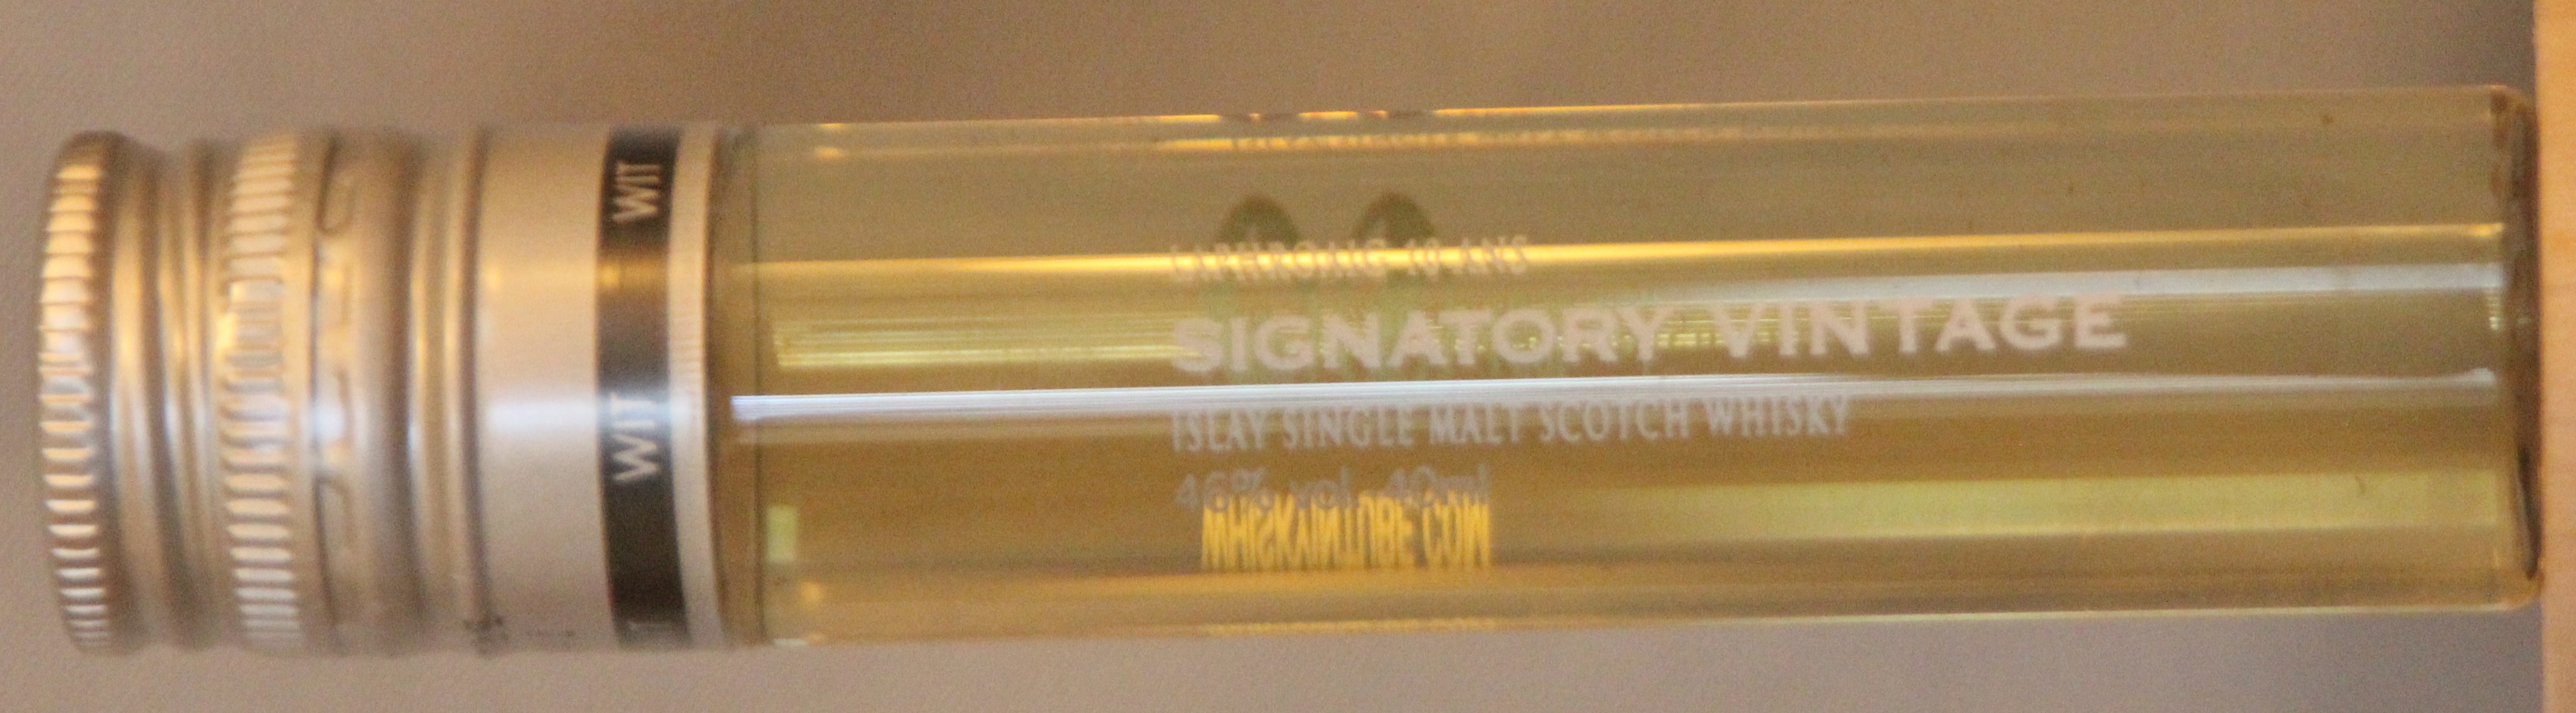 WIT
WIT
LAPHROAIG 10 ANS
SIGNATORY VINTAGE
ISLAY SINGLE MALT SCOTCH WHISKY
46% vol. 40ml
WHISKYINTUBE.COM